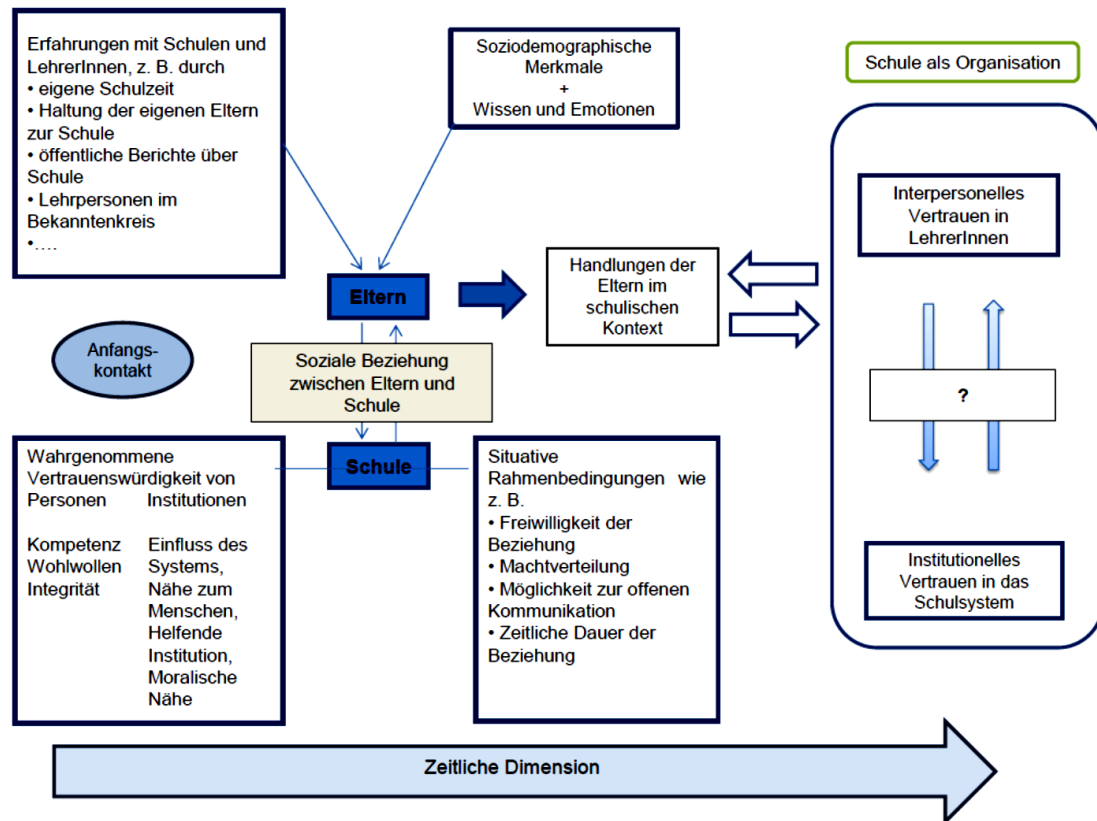 Erfahrungen mit Schulen und
LehrerInnen, z. B. durch
• eigene Schulzeit
• Haltung der eigenen Eltern
zur Schule
• öffentliche Berichte über
Schule
• Lehrpersonen im
Bekanntenkreis
•….
Soziodemographische
Merkmale
+
Wissen und Emotionen
Schule als Organisation
Interpersonelles
Vertrauen in
LehrerInnen
Eltern
Handlungen der
Eltern im
schulischen
Kontext
Anfangs-
kontakt
Soziale Beziehung
zwischen Eltern und
Schule
?
Schule
Wahrgenommene
Vertrauenswürdigkeit von
Personen Institutionen
Kompetenz Einfluss des
Wohlwollen Systems,
Integrität Nähe zum
Menschen,
Helfende
Institution,
Moralische
Nähe
Situative
Rahmenbedingungen wie
z. B.
• Freiwilligkeit der
Beziehung
• Machtverteilung
• Möglichkeit zur offenen
Kommunikation
• Zeitliche Dauer der
Beziehung
Institutionelles
Vertrauen in das
Schulsystem
Zeitliche Dimension